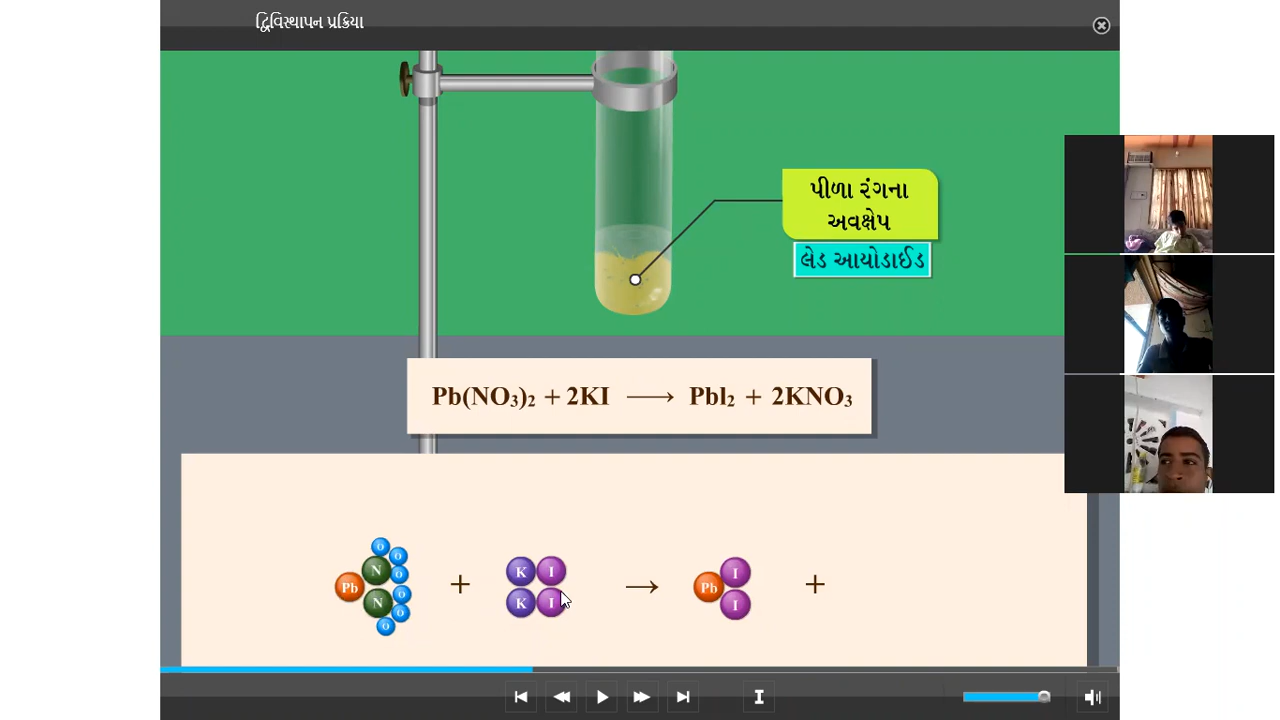 દ્વિવિસ્થાપન પ્રક્રિયા
પીળા રંગના
અવક્ષેપ
લેડ આયોડાઈડ
Pb(NO₃)₂ + 2KI ⟶ PbI₂ + 2KNO₃
Pb N N O O O O O O + K I K I → Pb I I +
I